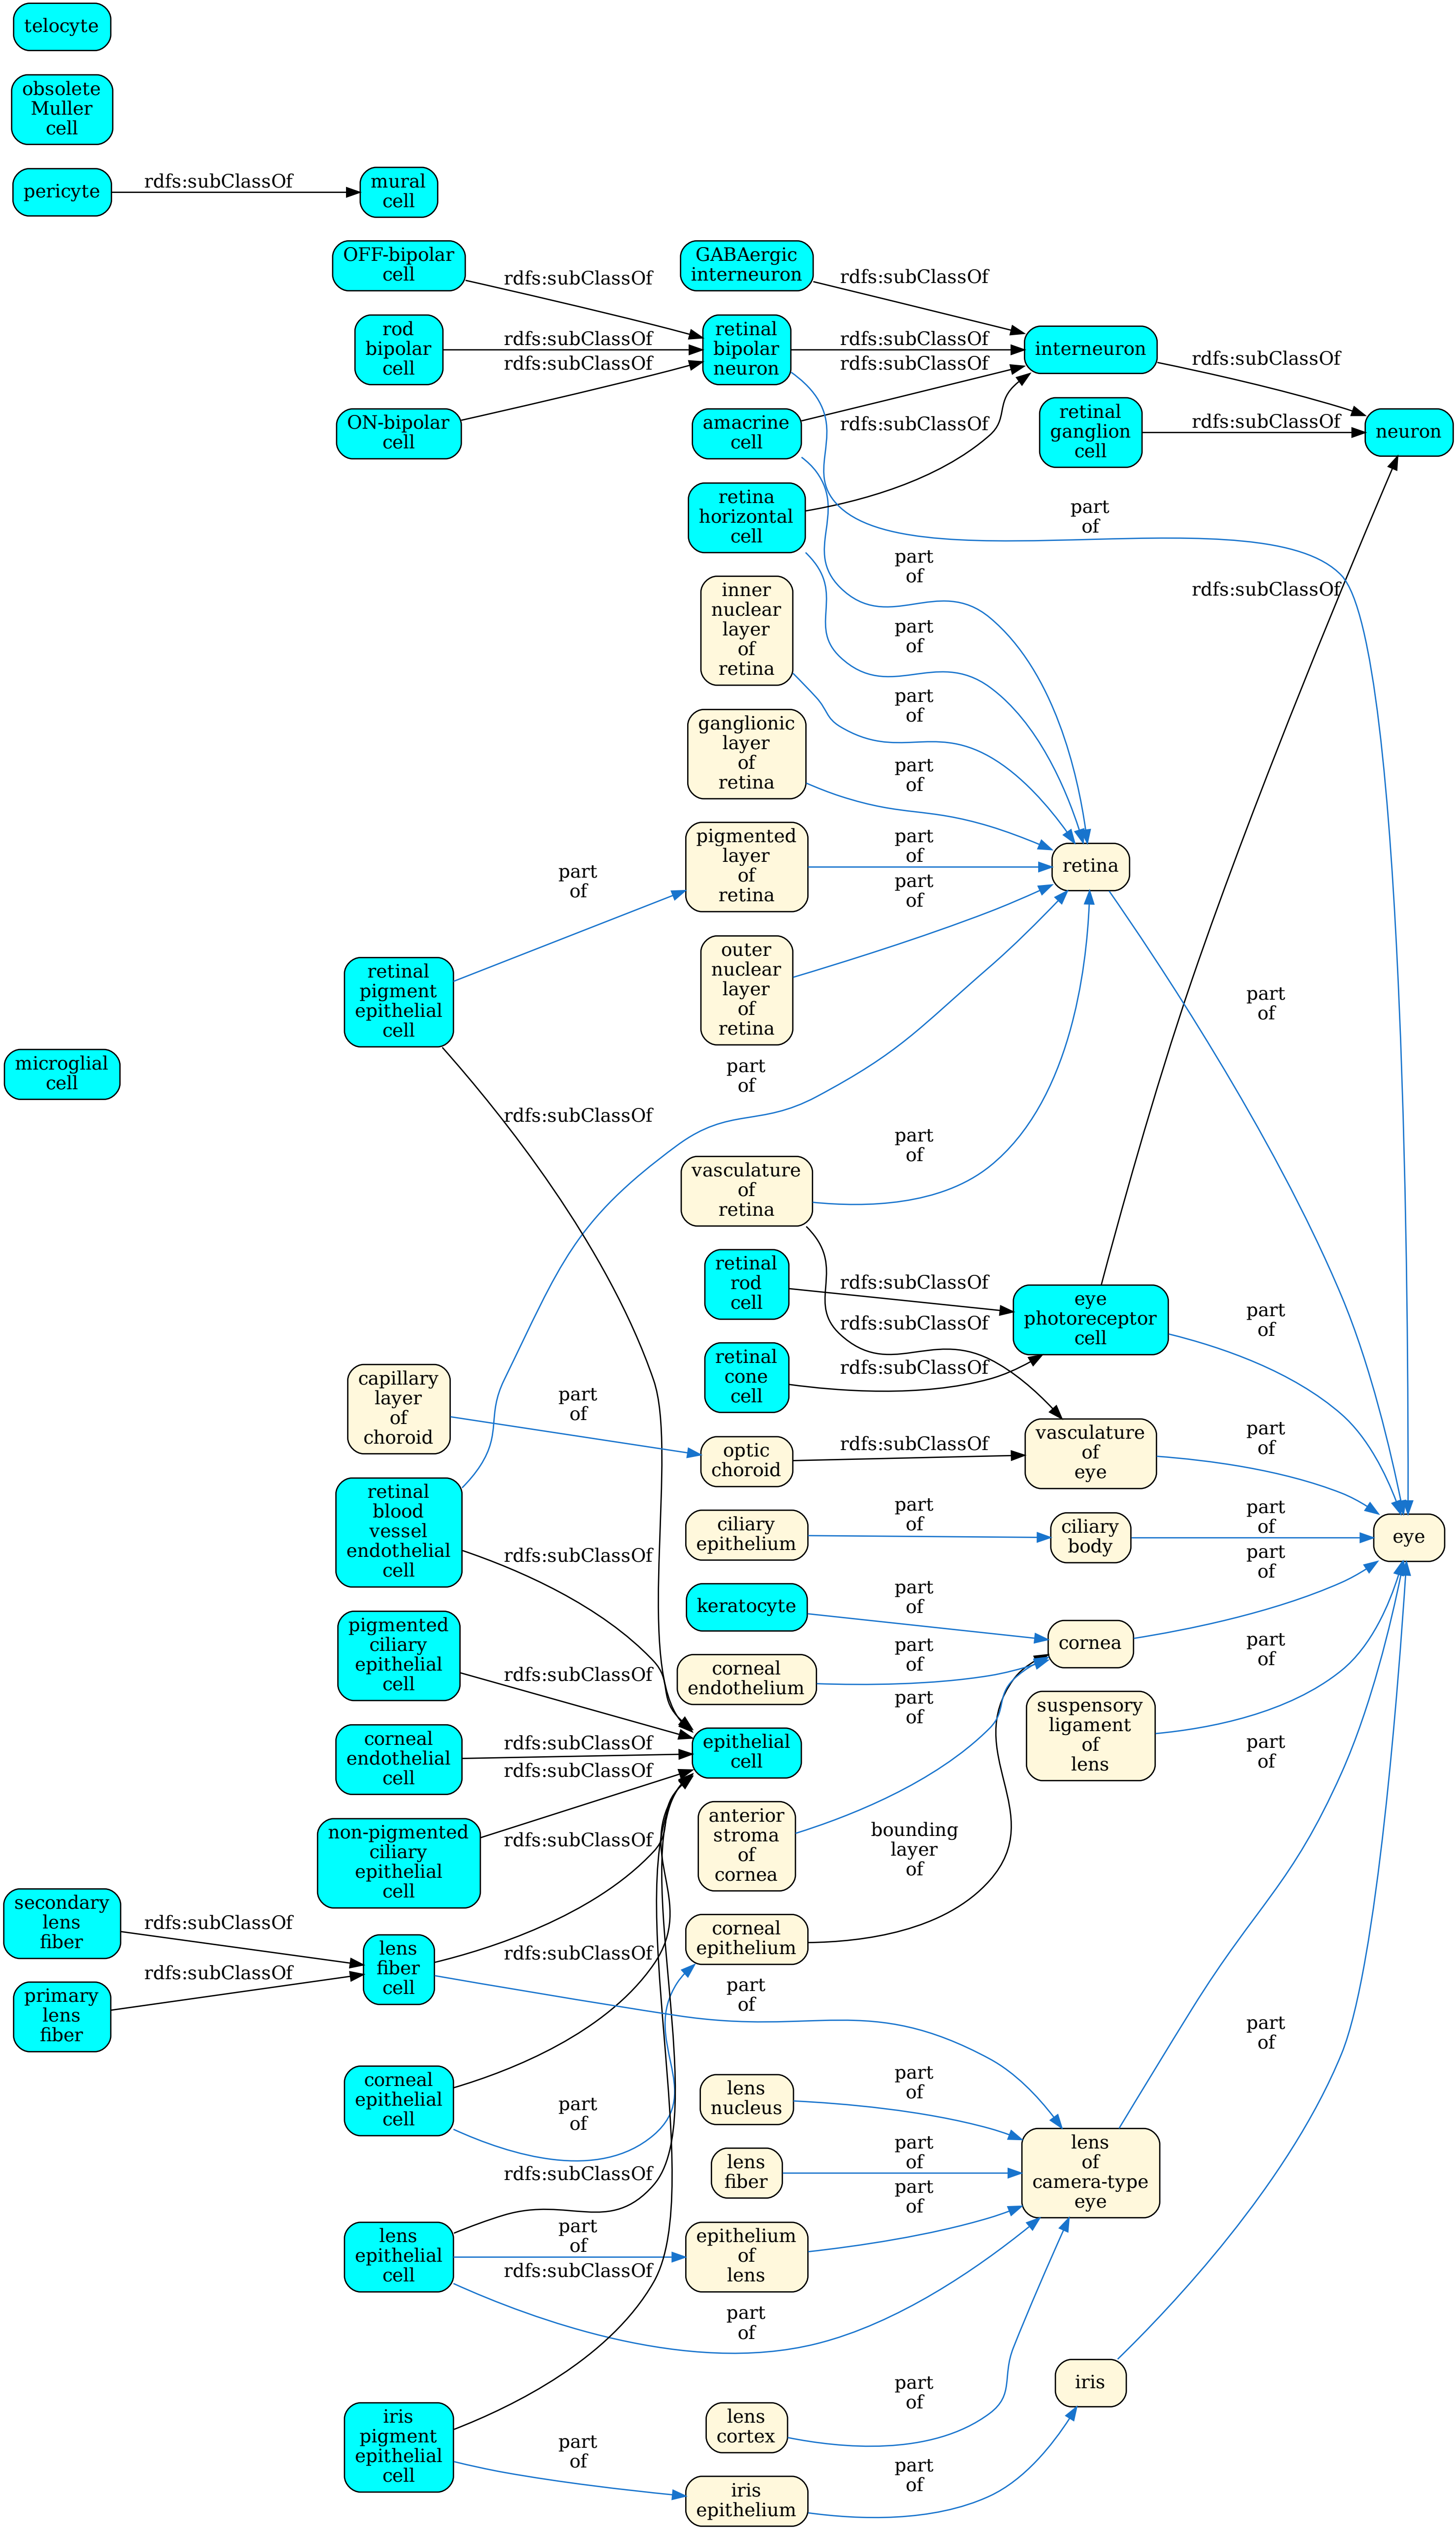 telocyte
obsolete
Muller
cell
pericyte
rdfs:subClassOf
mural
cell
OFF-bipolar
cell
rdfs:subClassOf
GABAergic
interneuron
rdfs:subClassOf
rod
bipolar
cell
rdfs:subClassOf
rdfs:subClassOf
retinal
bipolar
neuron
rdfs:subClassOf
rdfs:subClassOf
interneuron
rdfs:subClassOf
ON-bipolar
cell
amacrine
cell
rdfs:subClassOf
retinal
ganglion
cell
rdfs:subClassOf
neuron
retina
horizontal
cell
part
of
part
of
rdfs:subClassOf
inner
nuclear
layer
of
retina
part
of
part
of
ganglionic
layer
of
retina
part
of
pigmented
layer
of
retina
part
of
part
of
retina
part
of
retinal
pigment
epithelial
cell
outer
nuclear
layer
of
retina
part
of
microglial
cell
part
of
rdfs:subClassOf
vasculature
of
retina
part
of
retinal
rod
cell
rdfs:subClassOf
rdfs:subClassOf
eye
photoreceptor
cell
part
of
retinal
cone
cell
rdfs:subClassOf
capillary
layer
of
choroid
part
of
optic
choroid
rdfs:subClassOf
vasculature
of
eye
part
of
retinal
blood
vessel
endothelial
cell
rdfs:subClassOf
ciliary
epithelium
part
of
ciliary
body
part
of
part
of
eye
pigmented
ciliary
epithelial
cell
rdfs:subClassOf
keratocyte
part
of
cornea
part
of
corneal
endothelium
part
of
part
of
suspensory
ligament
of
lens
part
of
corneal
endothelial
cell
rdfs:subClassOf
rdfs:subClassOf
epithelial
cell
non-pigmented
ciliary
epithelial
cell
rdfs:subClassOf
anterior
stroma
of
cornea
bounding
layer
of
secondary
lens
fiber
rdfs:subClassOf
rdfs:subClassOf
lens
fiber
cell
rdfs:subClassOf
corneal
epithelium
part
of
primary
lens
fiber
corneal
epithelial
cell
part
of
lens
nucleus
part
of
part
of
lens
fiber
part
of
part
of
lens
of
camera-type
eye
rdfs:subClassOf
lens
epithelial
cell
part
of
rdfs:subClassOf
epithelium
of
lens
part
of
iris
pigment
epithelial
cell
part
of
lens
cortex
part
of
iris
iris
epithelium
part
of